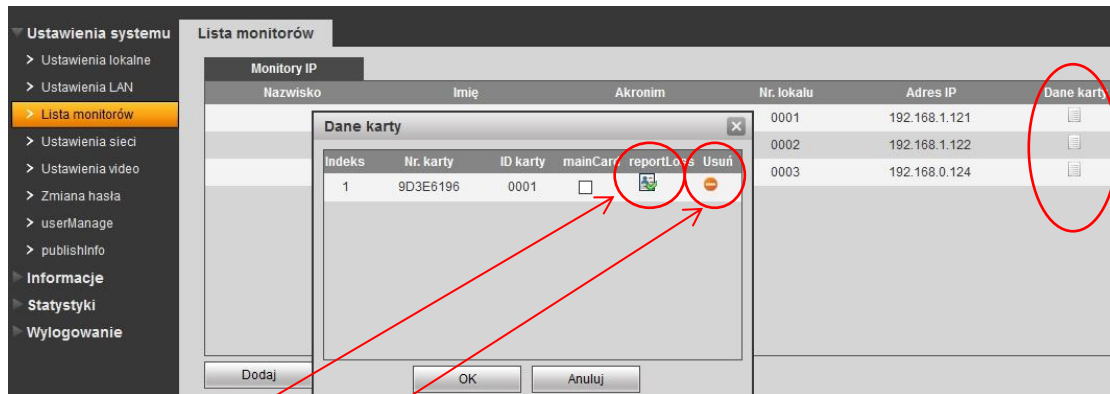 Ustawienia systemu
> Ustawienia lokalne
> Ustawienia LAN
> Lista monitorów
> Ustawienia sieci
> Ustawienia video
> Zmiana hasła
> userManage
> publishInfo
Informacje
Statystyki
Wylogowanie
Lista monitorów
Monitory IP
Nazwisko Imię Akronim Nr. lokalu Adres IP Dane karty
0001 192.168.1.121
0002 192.168.1.122
0003 192.168.0.124
Dane karty
Indeks Nr. karty ID karty mainCard reportLoss Usuń
1 9D3E6196 0001
OK Anuluj
Dodaj